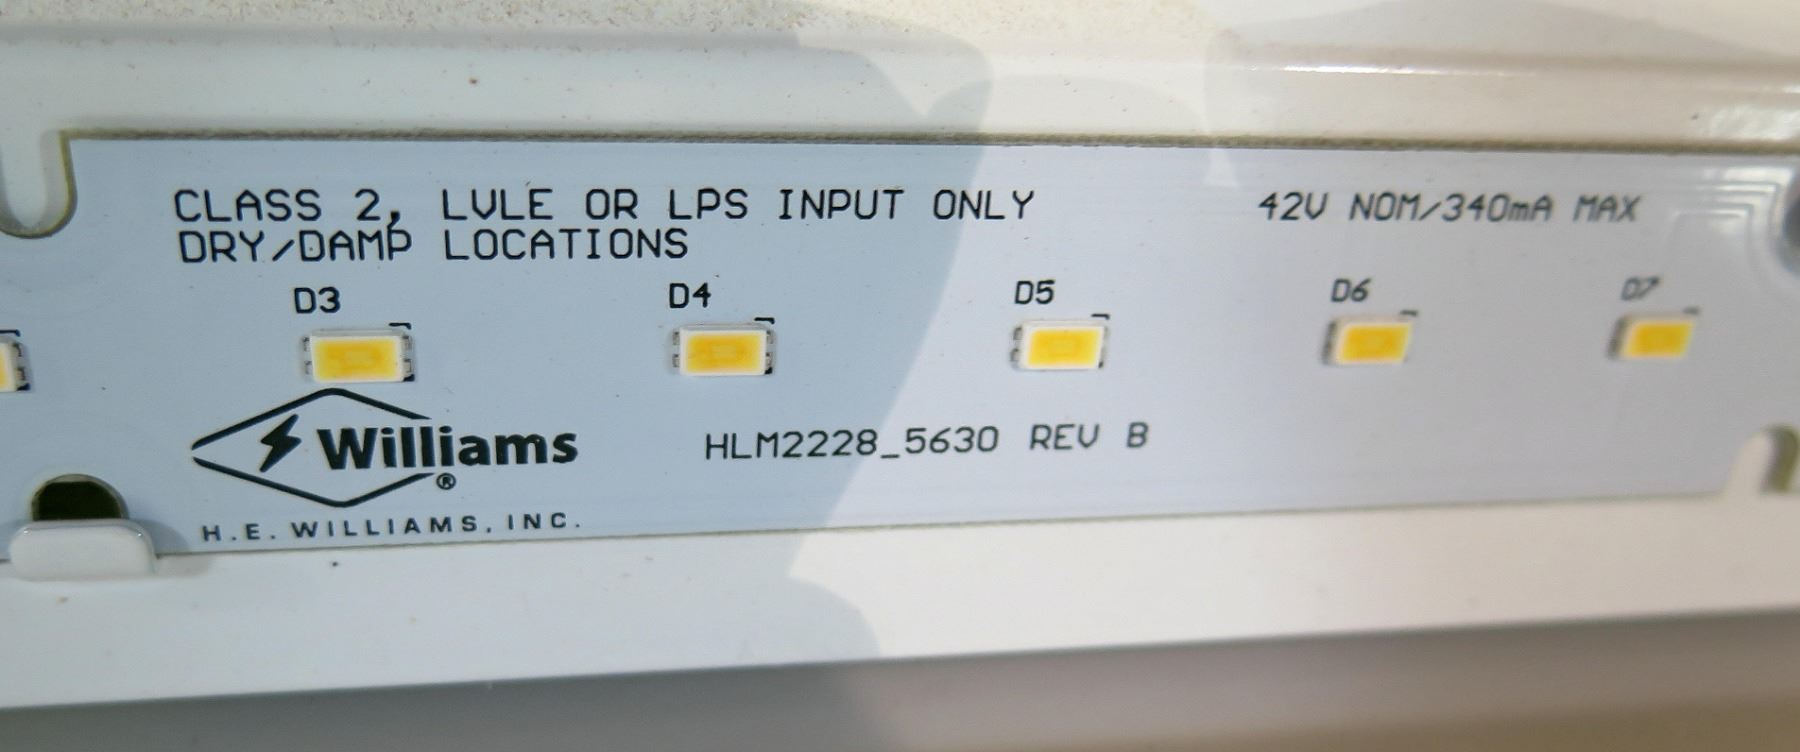 CLASS 2, LVLE OR LPS INPUT ONLY
DRY/DAMP LOCATIONS
42V NOM/340mA MAX
D3 D4 D5 D6 D7
Williams®
HLM2228_5630 REV B
H.E. WILLIAMS, INC.